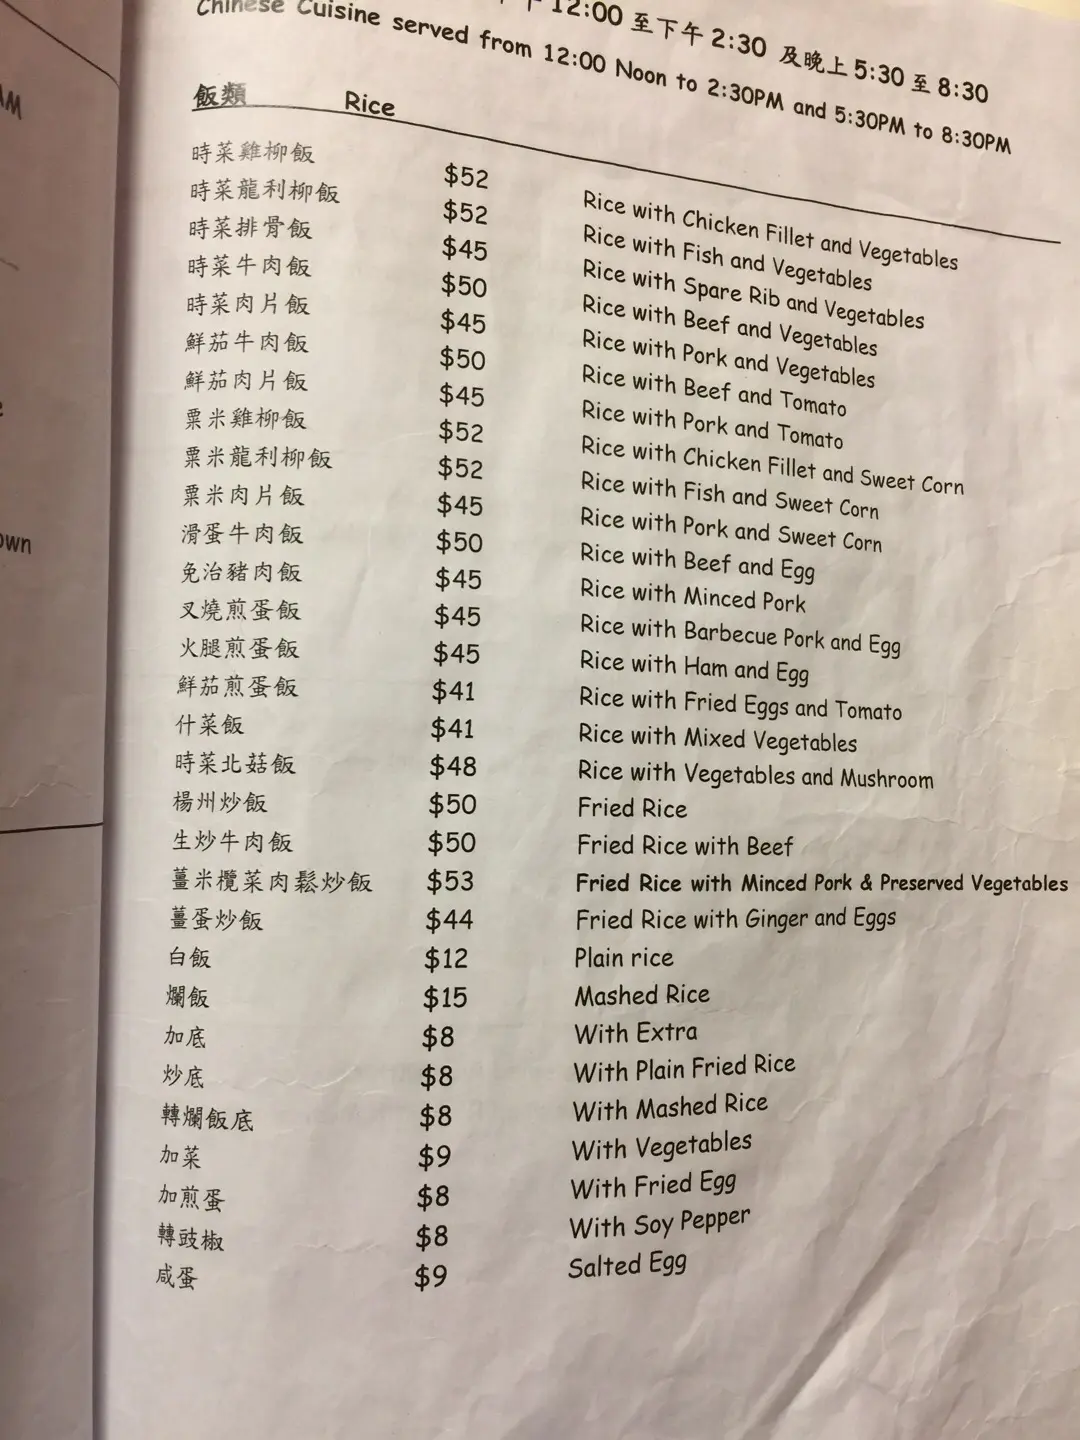 12:00 至下午 2:30 及晚上 5:30 至 8:30
Chinese Cuisine served from 12:00 Noon to 2:30PM and 5:30PM to 8:30PM
飯類 Rice
時菜雞柳飯 $52 Rice with Chicken Fillet and Vegetables
時菜龍利柳飯 $52 Rice with Fish and Vegetables
時菜排骨飯 $45 Rice with Spare Rib and Vegetables
時菜牛肉飯 $50 Rice with Beef and Vegetables
時菜肉片飯 $45 Rice with Pork and Vegetables
鮮茄牛肉飯 $50 Rice with Beef and Tomato
鮮茄肉片飯 $45 Rice with Pork and Tomato
粟米雞柳飯 $52 Rice with Chicken Fillet and Sweet Corn
粟米龍利柳飯 $52 Rice with Fish and Sweet Corn
粟米肉片飯 $45 Rice with Pork and Sweet Corn
滑蛋牛肉飯 $50 Rice with Beef and Egg
免治豬肉飯 $45 Rice with Minced Pork
叉燒煎蛋飯 $45 Rice with Barbecue Pork and Egg
火腿煎蛋飯 $45 Rice with Ham and Egg
鮮茄煎蛋飯 $41 Rice with Fried Eggs and Tomato
什菜飯 $41 Rice with Mixed Vegetables
時菜北菇飯 $48 Rice with Vegetables and Mushroom
楊州炒飯 $50 Fried Rice
生炒牛肉飯 $50 Fried Rice with Beef
薑米欖菜肉鬆炒飯 $53 Fried Rice with Minced Pork & Preserved Vegetables
薑蛋炒飯 $44 Fried Rice with Ginger and Eggs
白飯 $12 Plain rice
爛飯 $15 Mashed Rice
加底 $8 With Extra
炒底 $8 With Plain Fried Rice
轉爛飯底 $8 With Mashed Rice
加菜 $9 With Vegetables
加煎蛋 $8 With Fried Egg
轉豉椒 $8 With Soy Pepper
咸蛋 $9 Salted Egg